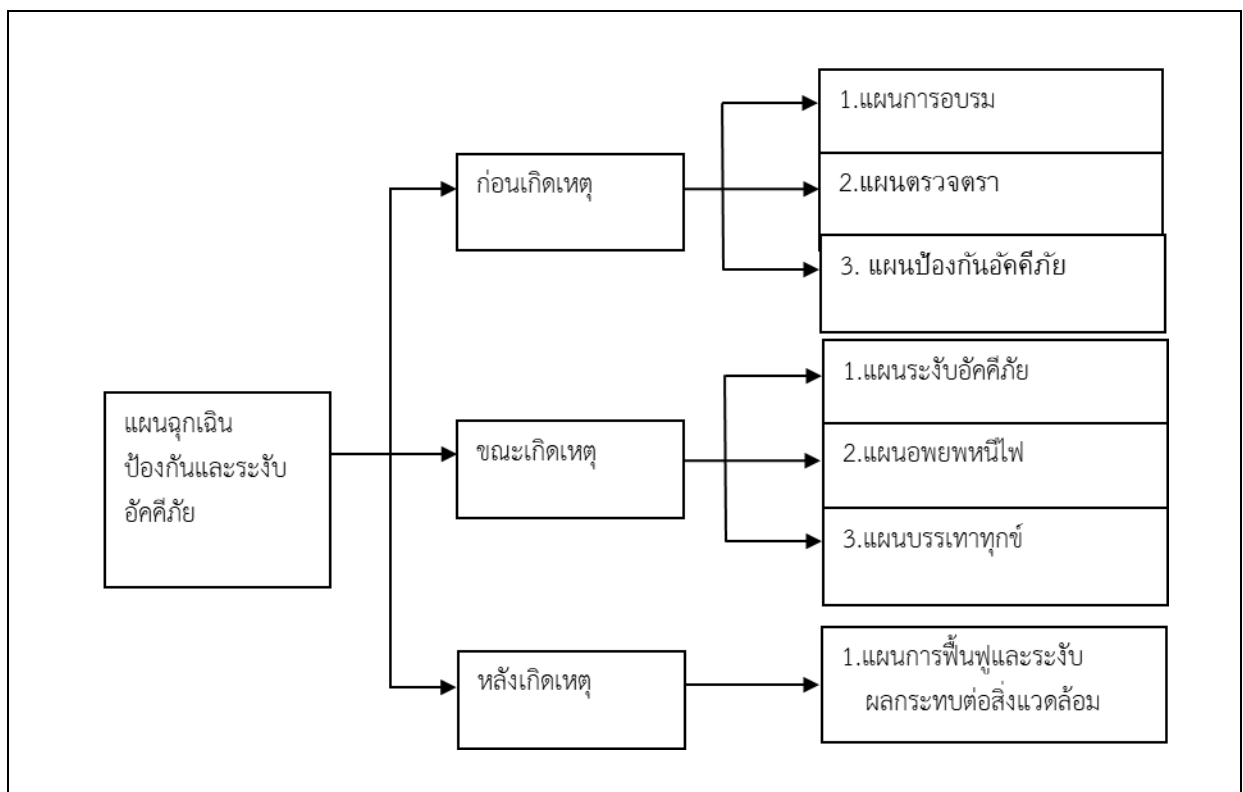 แผนฉุกเฉิน
ป้องกันและระงับ
อัคคีภัย
ก่อนเกิดเหตุ
1.แผนการอบรม
2.แผนตรวจตรา
3. แผนป้องกันอัคคีภัย
ขณะเกิดเหตุ
1.แผนระงับอัคคีภัย
2.แผนอพยพหนีไฟ
3.แผนบรรเทาทุกข์
หลังเกิดเหตุ
1.แผนการฟื้นฟูและระงับ
ผลกระทบต่อสิ่งแวดล้อม